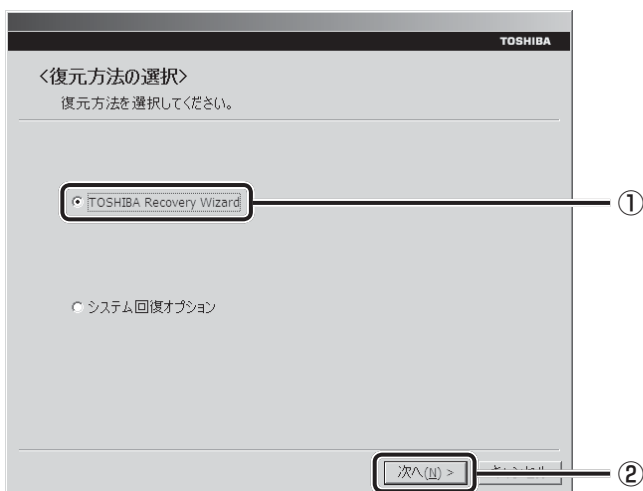 TOSHIBA
<復元方法の選択>
復元方法を選択してください。
TOSHIBA Recovery Wizard
①
システム回復オプション
次へ(N) >
②